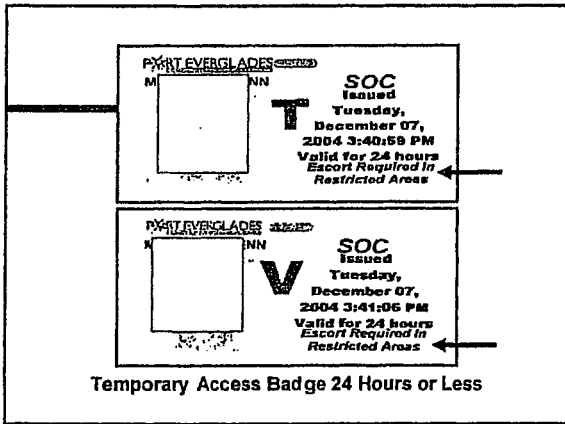 PORT EVERGLADES
M NN
T
SOC
Issued
Tuesday,
December 07,
2004 3:40:59 PM
Valid for 24 hours
Escort Required In
Restricted Areas
PORT EVERGLADES
NN
V
SOC
Issued
Tuesday,
December 07,
2004 3:41:06 PM
Valid for 24 hours
Escort Required In
Restricted Areas
Temporary Access Badge 24 Hours or Less